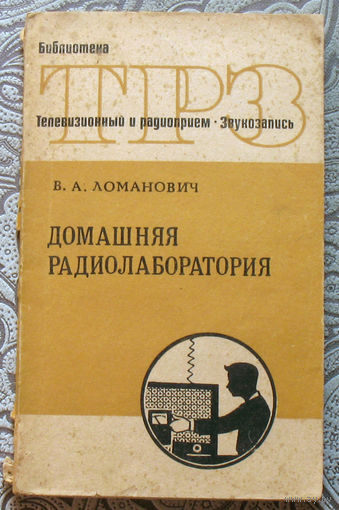 Библиотека
ТРЗ
Телевизионный и радиоприем · Звукозапись
В. А. ЛОМАНОВИЧ
ДОМАШНЯЯ
РАДИОЛАБОРАТОРИЯ